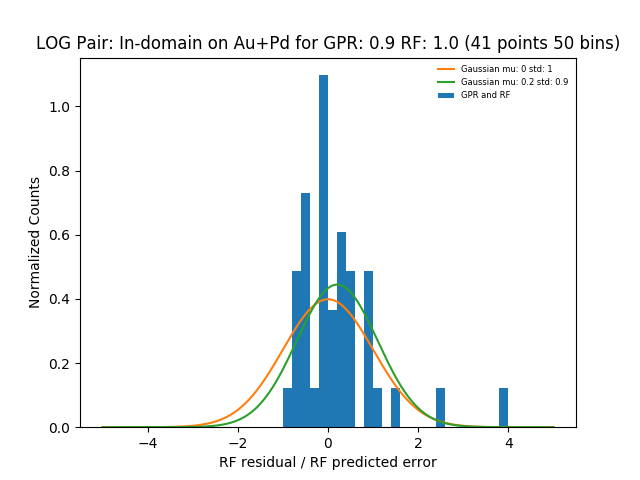 LOG Pair: In-domain on Au+Pd for GPR: 0.9 RF: 1.0 (41 points 50 bins)
Gaussian mu: 0 std: 1
Gaussian mu: 0.2 std: 0.9
GPR and RF
Normalized Counts
1.0
0.8
0.6
0.4
0.2
0.0
−4 −2 0 2 4
RF residual / RF predicted error